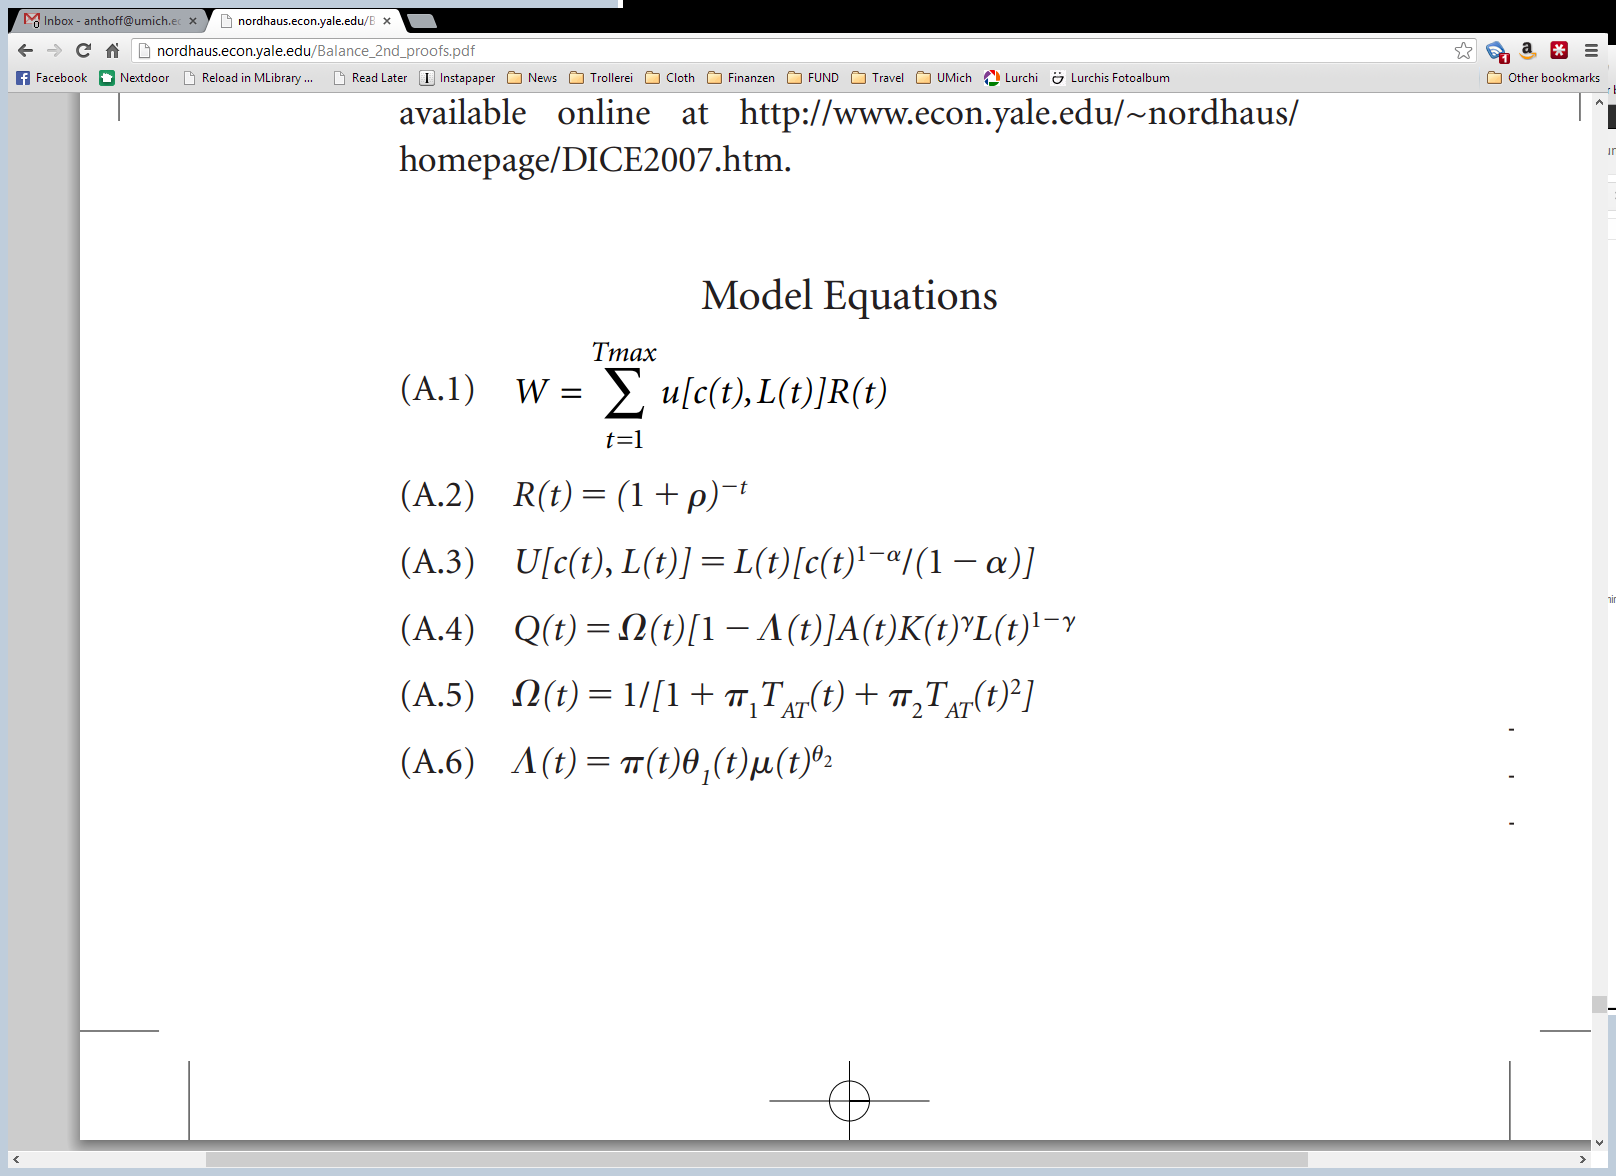 Inbox - anthoff@umich.ec
nordhaus.econ.yale.edu/B
nordhaus.econ.yale.edu/Balance_2nd_proofs.pdf
Facebook Nextdoor Reload in MLibrary ... Read Later Instapaper News Trollerei Cloth Finanzen FUND Travel UMich Lurchi Lurchis Fotoalbum Other bookmarks
available online at http://www.econ.yale.edu/~nordhaus/
homepage/DICE2007.htm.
Model Equations
(A.1) W = ∑_{t=1}^{Tmax} u[c(t), L(t)]R(t)
(A.2) R(t) = (1 + ρ)^{−t}
(A.3) U[c(t), L(t)] = L(t)[c(t)^{1−α}/(1 − α)]
(A.4) Q(t) = Ω(t)[1 − Λ(t)]A(t)K(t)^{γ}L(t)^{1−γ}
(A.5) Ω(t) = 1/[1 + π_1T_{AT}(t) + π_2T_{AT}(t)^2]
(A.6) Λ(t) = π(t)θ_1(t)μ(t)^{θ_2}